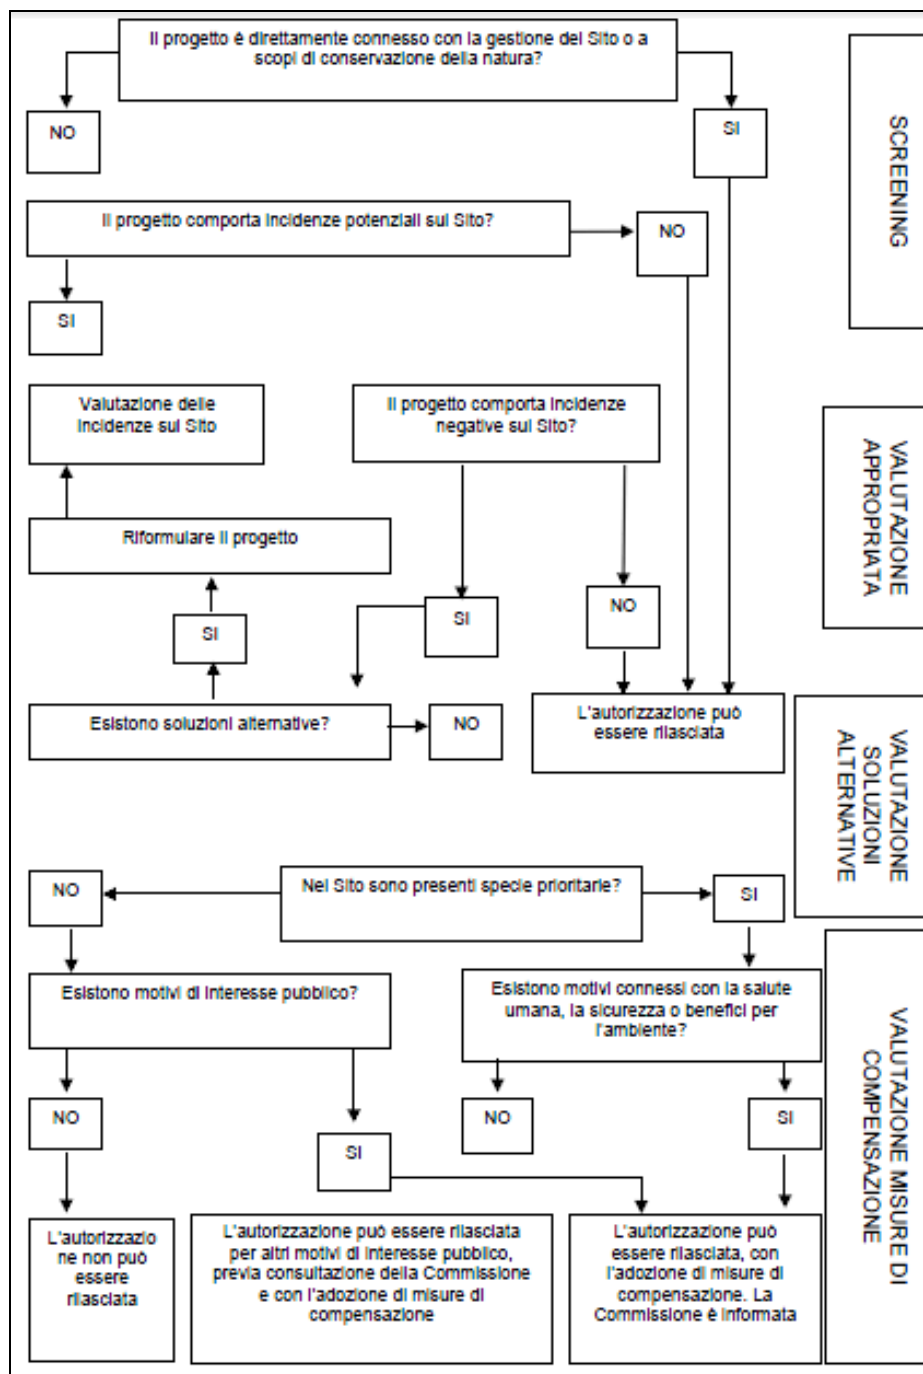 Il progetto è direttamente connesso con la gestione del Sito o a
scopi di conservazione della natura?
NO
SI
SCREENING
Il progetto comporta incidenze potenziali sul Sito?
NO
SI
Valutazione delle
incidenze sul Sito
Il progetto comporta incidenze
negative sul Sito?
VALUTAZIONE
APPROPRIATA
Riformulare il progetto
SI
SI
NO
Esistono soluzioni alternative?
NO
L'autorizzazione può
essere rilasciata
VALUTAZIONE
SOLUZIONI
ALTERNATIVE
NO
Nel Sito sono presenti specie prioritarie?
SI
Esistono motivi di interesse pubblico?
Esistono motivi connessi con la salute
umana, la sicurezza o benefici per
l'ambiente?
VALUTAZIONE MISURE DI
COMPENSAZIONE
NO
SI
NO
SI
L'autorizzazio
ne non può
essere
rilasciata
L'autorizzazione può essere rilasciata
per altri motivi di interesse pubblico,
previa consultazione della Commissione
e con l'adozione di misure di
compensazione
L'autorizzazione può
essere rilasciata, con
l'adozione di misure di
compensazione. La
Commissione è informata